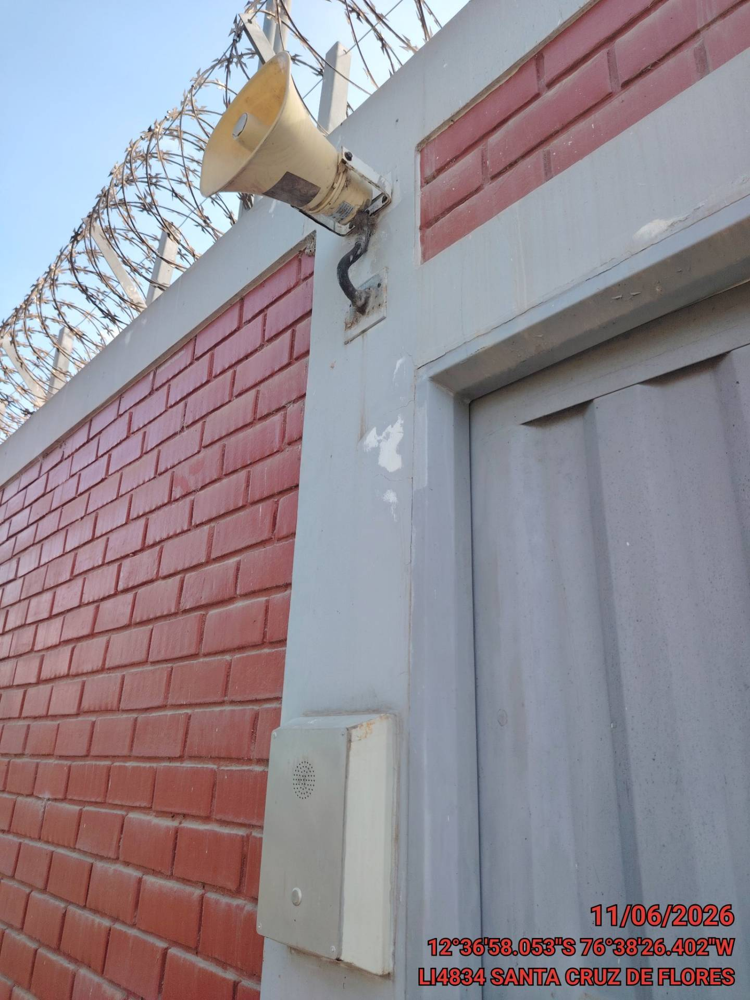 11/06/2026
12°36'58.053"S 76°38'26.402"W
LI4834 SANTA CRUZ DE FLORES